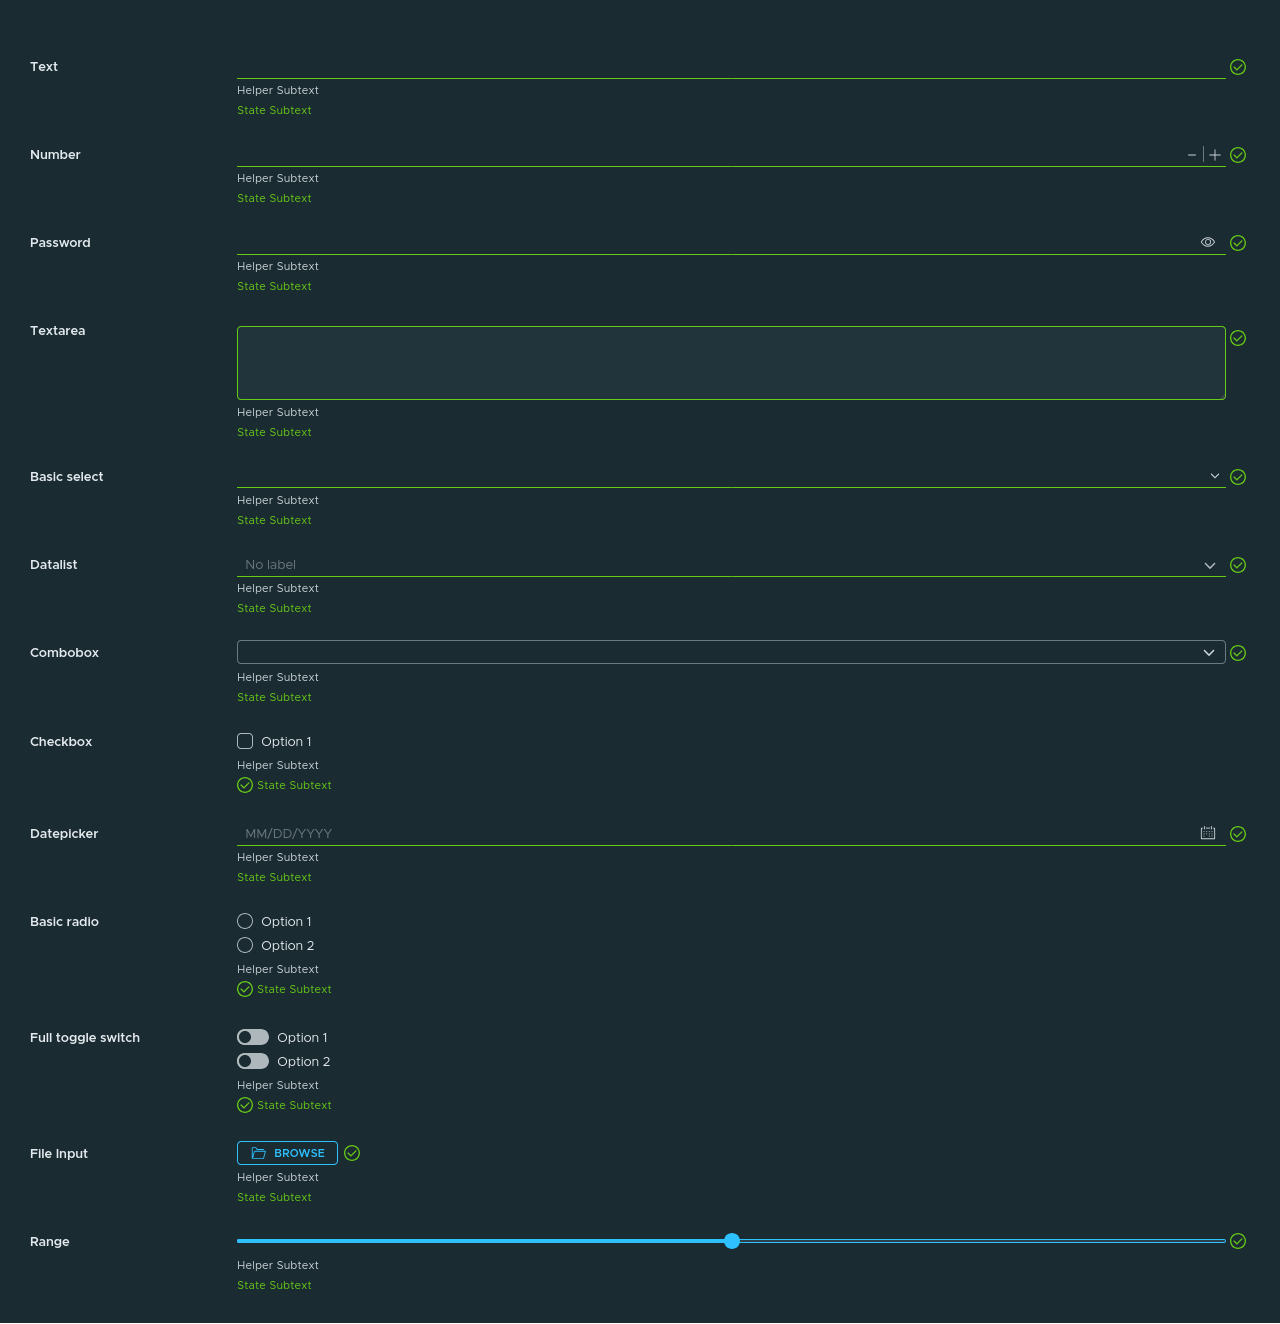 Text
Helper Subtext
State Subtext
Number
Helper Subtext
State Subtext
Password
Helper Subtext
State Subtext
Textarea
Helper Subtext
State Subtext
Basic select
Helper Subtext
State Subtext
Datalist
No label
Helper Subtext
State Subtext
Combobox
Helper Subtext
State Subtext
Checkbox
Option 1
Helper Subtext
State Subtext
Datepicker
MM/DD/YYYY
Helper Subtext
State Subtext
Basic radio
Option 1
Option 2
Helper Subtext
State Subtext
Full toggle switch
Option 1
Option 2
Helper Subtext
State Subtext
File Input
BROWSE
Helper Subtext
State Subtext
Range
Helper Subtext
State Subtext